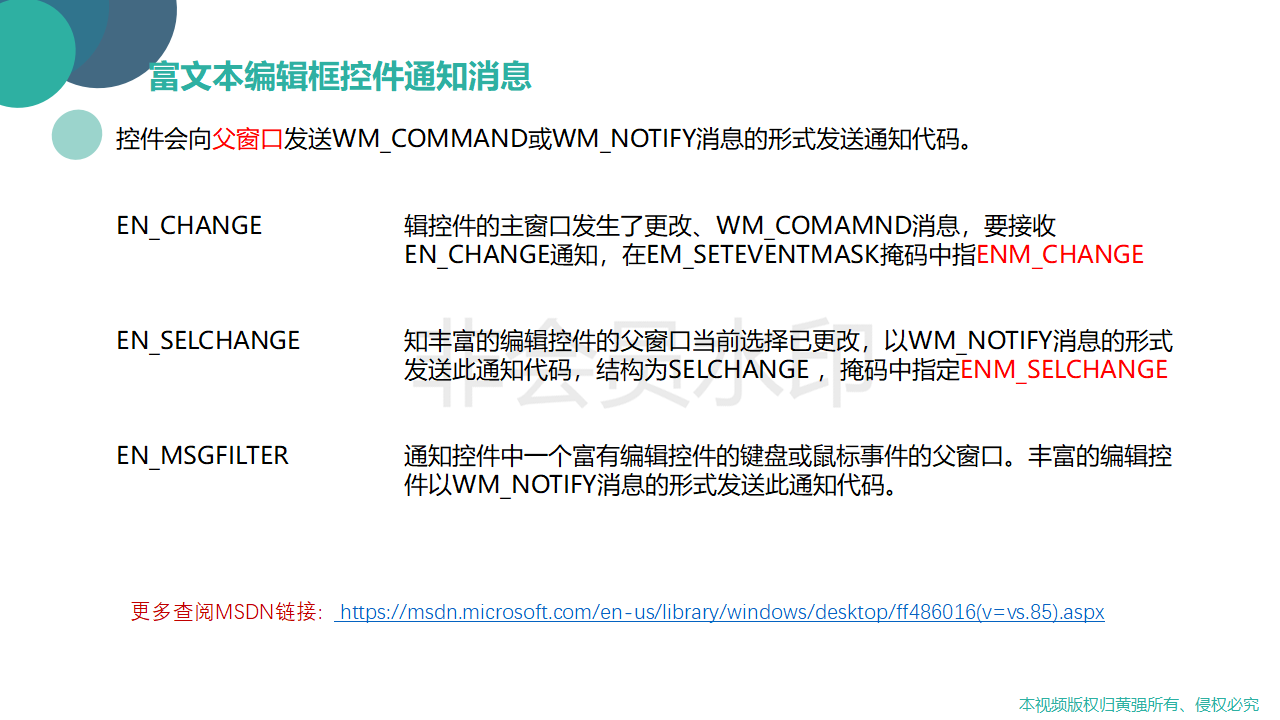 富文本编辑框控件通知消息
控件会向父窗口发送WM_COMMAND或WM_NOTIFY消息的形式发送通知代码。
EN_CHANGE
辑控件的主窗口发生了更改、WM_COMAMND消息，要接收
EN_CHANGE通知，在EM_SETEVENTMASK掩码中指ENM_CHANGE
EN_SELCHANGE
知丰富的编辑控件的父窗口当前选择已更改，以WM_NOTIFY消息的形式
发送此通知代码，结构为SELCHANGE ，掩码中指定ENM_SELCHANGE
非会员水印
EN_MSGFILTER
通知控件中一个富有编辑控件的键盘或鼠标事件的父窗口。丰富的编辑控
件以WM_NOTIFY消息的形式发送此通知代码。
更多查阅MSDN链接： https://msdn.microsoft.com/en-us/library/windows/desktop/ff486016(v=vs.85).aspx
本视频版权归黄强所有、侵权必究